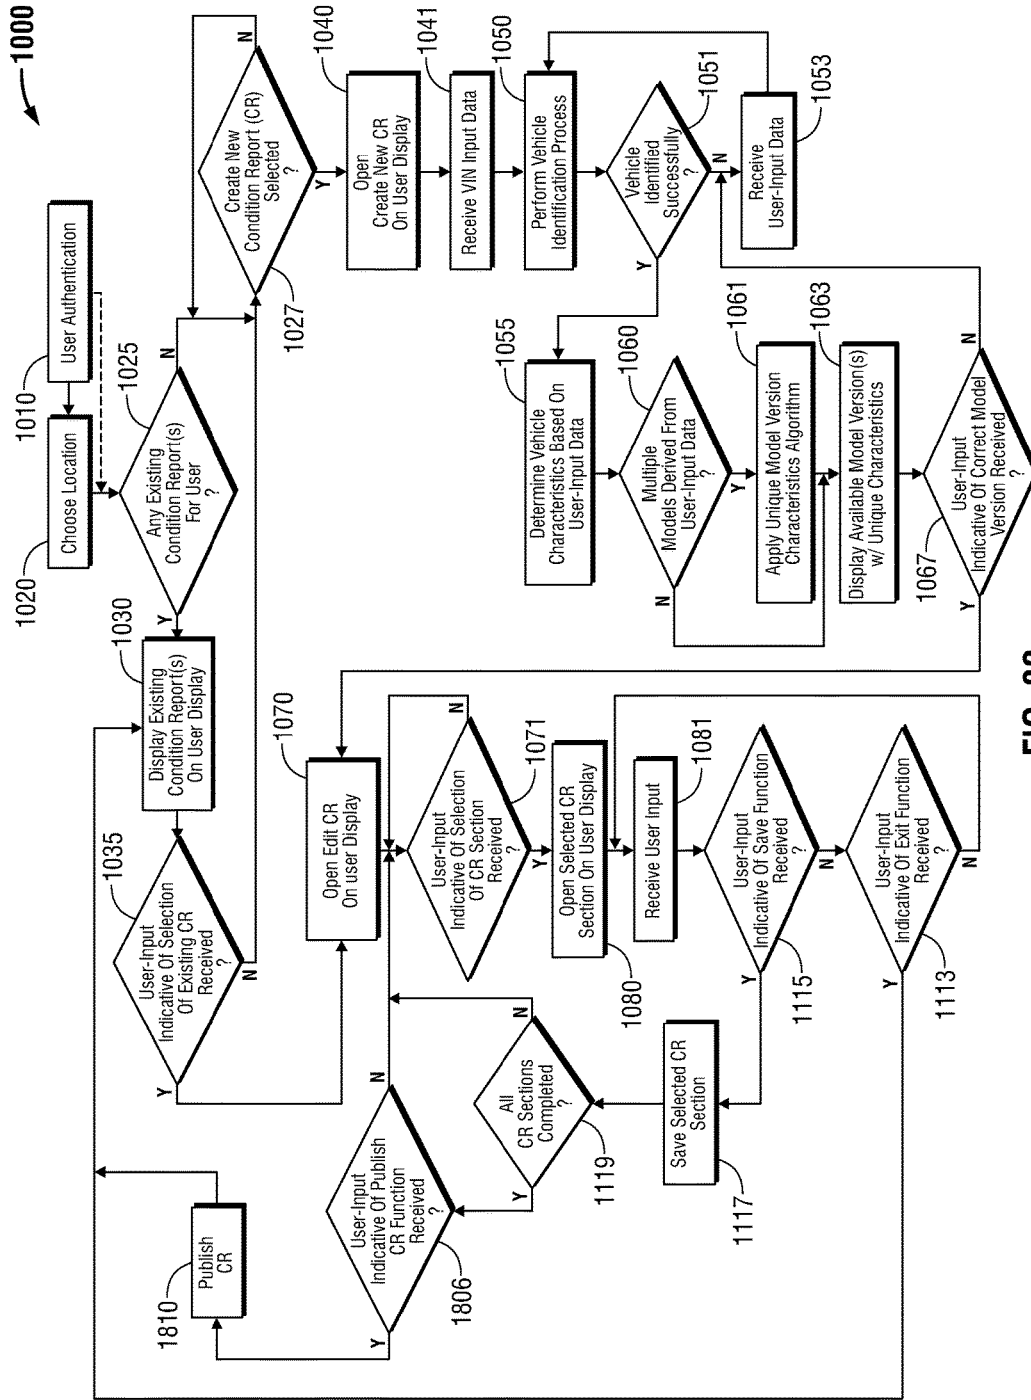 1000
1010
User Authentication
1020
Choose Location
1025
Any Existing
Condition Report(s)
For User
?
N
Y
1027
Create New
Condition Report (CR)
Selected
?
N
Y
1030
Display Existing
Condition Report(s)
On User Display
1035
User-Input
Indicative Of Selection
Of Existing CR
Received
?
Y
N
1040
Open
Create New CR
On User Display
1041
Receive VIN Input Data
1050
Perform Vehicle
Identification Process
1051
Vehicle
Identified
Successfully
?
Y
N
1053
Receive
User-Input Data
1055
Determine Vehicle
Characteristics Based On
User-Input Data
1060
Multiple
Models Derived From
User-Input Data
?
N
Y
1061
Apply Unique Model Version
Characteristics Algorithm
1063
Display Available Model Version(s)
w/ Unique Characteristics
1067
User-Input
Indicative Of Correct Model
Version Received
?
Y
N
1070
Open Edit CR
On user Display
1071
User-Input
Indicative Of Selection
Of CR Section
Received
?
N
Y
1080
Open Selected CR
Section On User Display
1081
Receive User Input
1115
User-Input
Indicative Of Save Function
Received
?
Y
N
1113
User-Input
Indicative Of Exit Function
Received
?
Y
N
1117
Save Selected CR
Section
1119
All
CR Sections
Completed
?
N
Y
1806
User-Input
Indicative Of Publish
CR Function
Received
?
N
Y
1810
Publish
CR
FIG.